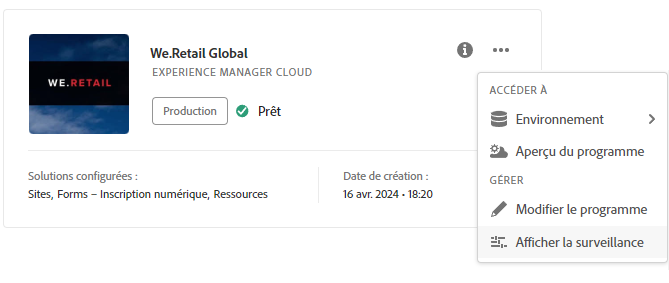 We.Retail Global
EXPERIENCE MANAGER CLOUD
WE.RETAIL
Production
Prêt
Solutions configurées :
Sites, Forms – Inscription numérique, Ressources
Date de création :
16 avr. 2024 • 18:20
ACCÉDER À
Environnement
Aperçu du programme
GÉRER
Modifier le programme
Afficher la surveillance